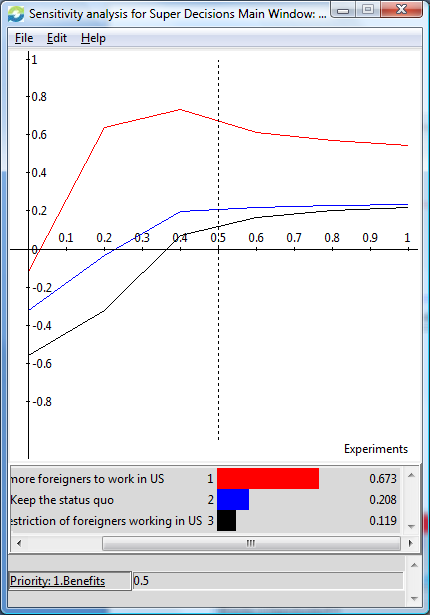 Sensitivity analysis for Super Decisions Main Window: ...
File Edit Help
1
0.8
0.6
0.4
0.2
0 0.1 0.2 0.3 0.4 0.5 0.6 0.7 0.8 0.9 1
-0.2
-0.4
-0.6
-0.8
Experiments
more foreigners to work in US 1 0.673
Keep the status quo 2 0.208
estriction of foreigners working in US 3 0.119
Priority: 1.Benefits 0.5